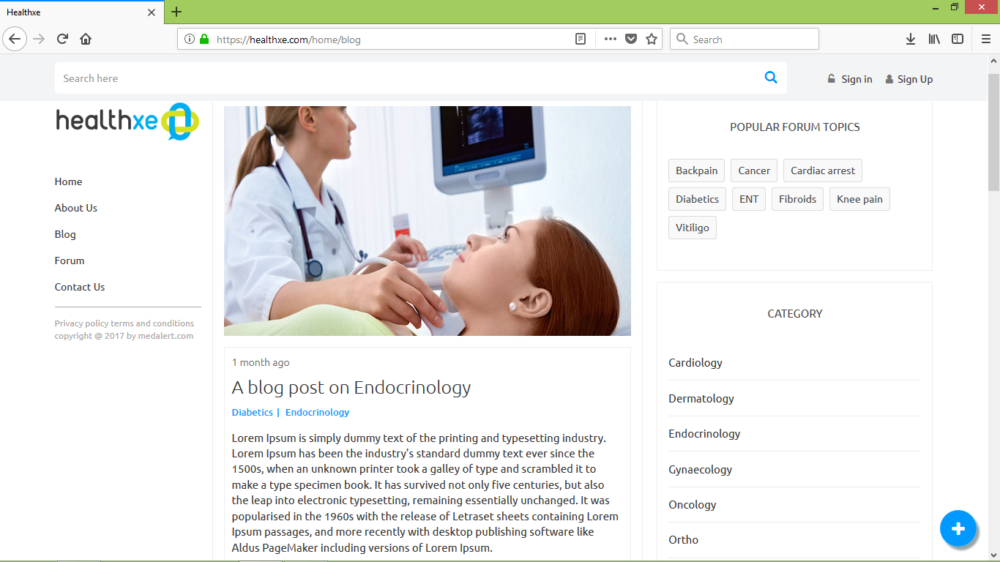 Healthxe
https://healthxe.com/home/blog
Search
Search here
Sign in
Sign Up
healthxe
Home
About Us
Blog
Forum
Contact Us
Privacy policy terms and conditions
copyright @ 2017 by medalert.com
1 month ago
A blog post on Endocrinology
Diabetics | Endocrinology
Lorem Ipsum is simply dummy text of the printing and typesetting industry.
Lorem Ipsum has been the industry's standard dummy text ever since the
1500s, when an unknown printer took a galley of type and scrambled it to
make a type specimen book. It has survived not only five centuries, but also
the leap into electronic typesetting, remaining essentially unchanged. It was
popularised in the 1960s with the release of Letraset sheets containing Lorem
Ipsum passages, and more recently with desktop publishing software like
Aldus PageMaker including versions of Lorem Ipsum.
POPULAR FORUM TOPICS
Backpain Cancer Cardiac arrest
Diabetics ENT Fibroids Knee pain
Vitiligo
CATEGORY
Cardiology
Dermatology
Endocrinology
Gynaecology
Oncology
Ortho